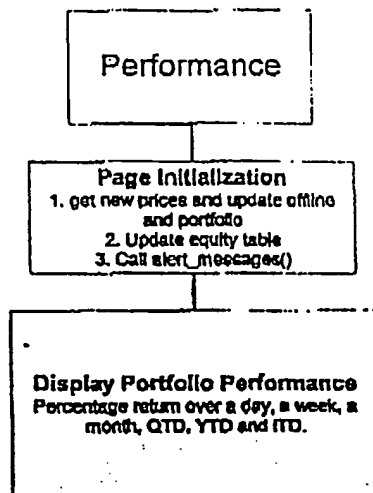 Performance
Page Initialization
1. get new prices and update offline
and portfolio
2. Update equity table
3. Call alert_messages()
Display Portfolio Performance
Percentage return over a day, a week, a
month, QTD, YTD and ITD.